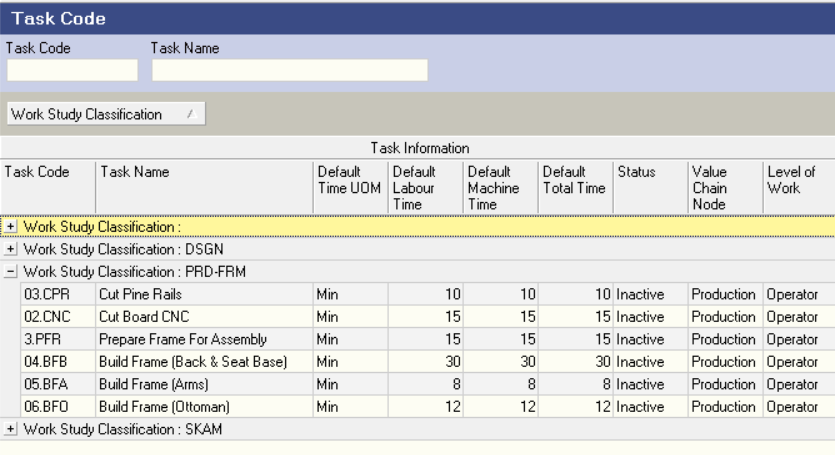 Task Code
Task Code Task Name
Work Study Classification
Task Information
Task Code Task Name Default Time UOM Default Labour Time Default Machine Time Default Total Time Status Value Chain Node Level of Work
+ Work Study Classification :
+ Work Study Classification : DSGN
- Work Study Classification : PRD-FRM
03.CPR Cut Pine Rails Min 10 10 10 Inactive Production Operator
02.CNC Cut Board CNC Min 15 15 15 Inactive Production Operator
3.PFR Prepare Frame For Assembly Min 15 15 15 Inactive Production Operator
04.BFB Build Frame (Back & Seat Base) Min 30 30 30 Inactive Production Operator
05.BFA Build Frame (Arms) Min 8 8 8 Inactive Production Operator
06.BFO Build Frame (Ottoman) Min 12 12 12 Inactive Production Operator
+ Work Study Classification : SKAM